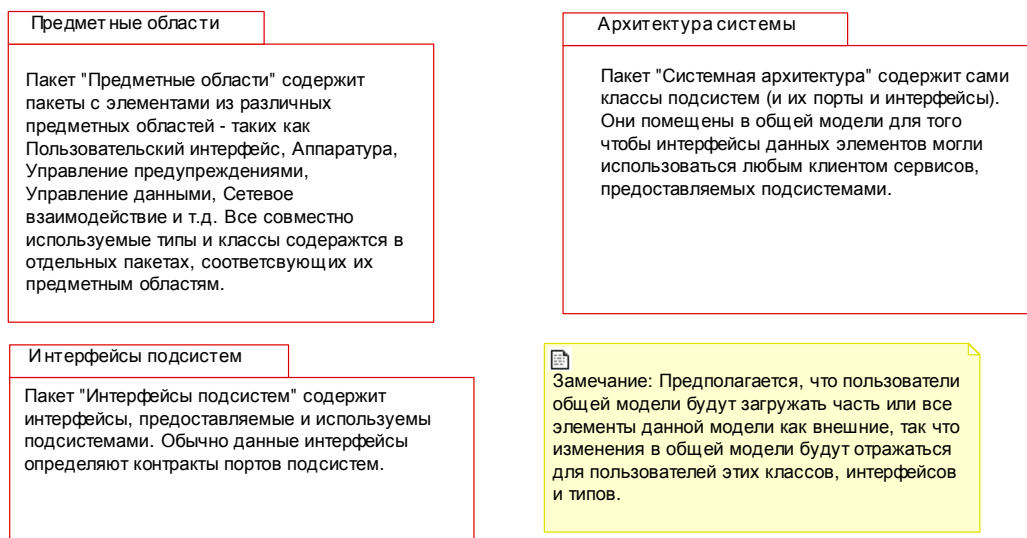 Предметные области
Пакет "Предметные области" содержит
пакеты с элементами из различных
предметных областей - таких как
Пользовательский интерфейс, Аппаратура,
Управление предупреждениями,
Управление данными, Сетевое
взаимодействие и т.д. Все совместно
используемые типы и классы содеражтся в
отдельных пакетах, соответсвующих их
предметным областям.
Архитектура системы
Пакет "Системная архитектура" содержит сами
классы подсистем (и их порты и интерфейсы).
Они помещены в общей модели для того
чтобы интерфейсы данных элементов могли
использоваться любым клиентом сервисов,
предоставляемых подсистемами.
Интерфейсы подсистем
Пакет "Интерфейсы подсистем" содержит
интерфейсы, предоставляемые и используемы
подсистемами. Обычно данные интерфейсы
определяют контракты портов подсистем.
Замечание: Предполагается, что пользователи
общей модели будут загружать часть или все
элементы данной модели как внешние, так что
изменения в общей модели будут отражаться
для пользователей этих классов, интерфейсов
и типов.